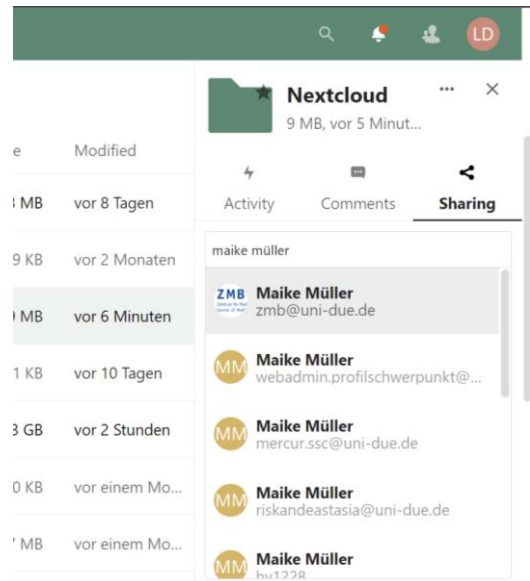 LD
Nextcloud
9 MB, vor 5 Minut...
e Modified
Activity Comments Sharing
MB vor 8 Tagen
9 KB vor 2 Monaten
MB vor 6 Minuten
1 KB vor 10 Tagen
GB vor 2 Stunden
0 KB vor einem Mo...
MB vor einem Mo...
maike müller
ZMB
Maike Müller
zmb@uni-due.de
MM
Maike Müller
webadmin.profilschwerpunkt@...
MM
Maike Müller
mercur.ssc@uni-due.de
MM
Maike Müller
riskandeastasia@uni-due.de
MM
Maike Müller